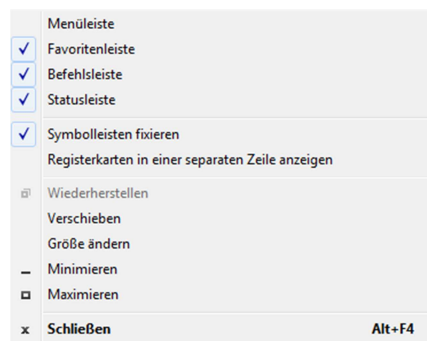 Menüleiste
Favoritenleiste
Befehlsleiste
Statusleiste
Symbolleisten fixieren
Registerkarten in einer separaten Zeile anzeigen
Wiederherstellen
Verschieben
Größe ändern
Minimieren
Maximieren
Schließen Alt+F4